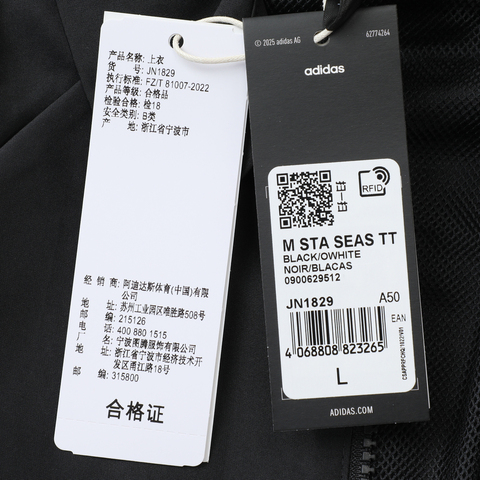 产品名称: 上衣
货 号: JN1829
执行标准: FZ/T 81007-2022
产品等级: 合格品
检验合格: 检18
安全类别: B类
产 地: 浙江省宁波市
经 销 商: 阿迪达斯体育(中国)有限
公司
地 址: 苏州工业园区唯胜路508号
邮 编: 215126
电 话: 400 880 1515
厂 名: 宁波图腾服饰有限公司
地 址: 浙江省宁波市经济技术开
发区甬江路18号
邮 编: 315800
合格证
© 2025 adidas AG
62774264
adidas
RFID
M STA SEAS TT
BLACK/OWHITE
NOIR/BLACAS
0900629512
JN1829 A50
EAN
4 068808 823265
L
ADIDAS.COM